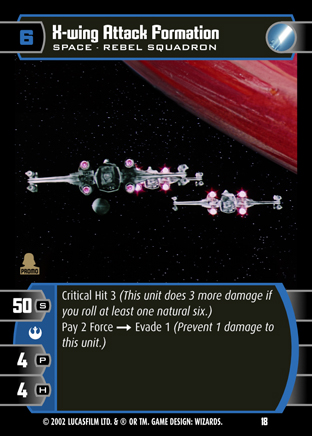 6
X-wing Attack Formation
SPACE · REBEL SQUADRON
PROMO
50 S
4 P
4 H
Critical Hit 3 (This unit does 3 more damage if
you roll at least one natural six.)
Pay 2 Force → Evade 1 (Prevent 1 damage to
this unit.)
© 2002 LUCASFILM LTD. & ® OR TM. GAME DESIGN: WIZARDS.
18